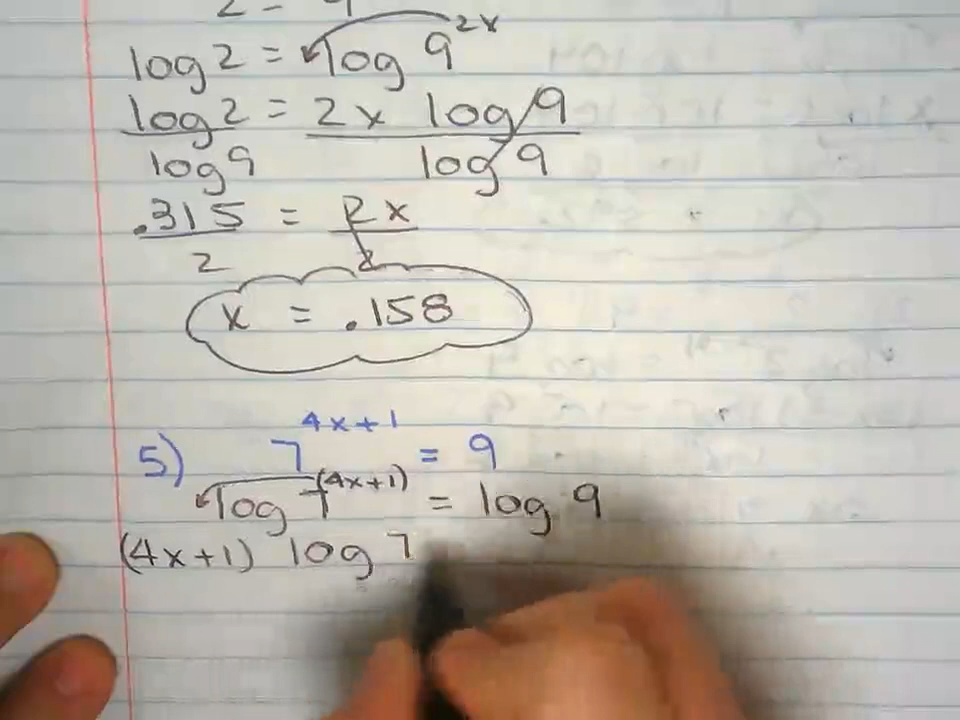 log 2 = log 9^2x
log 2 = 2x log 9
log 9 log 9
.315 = 2x
2 2
x = .158
5) 7^4x+1 = 9
log 7^(4x+1) = log 9
(4x+1) log 7